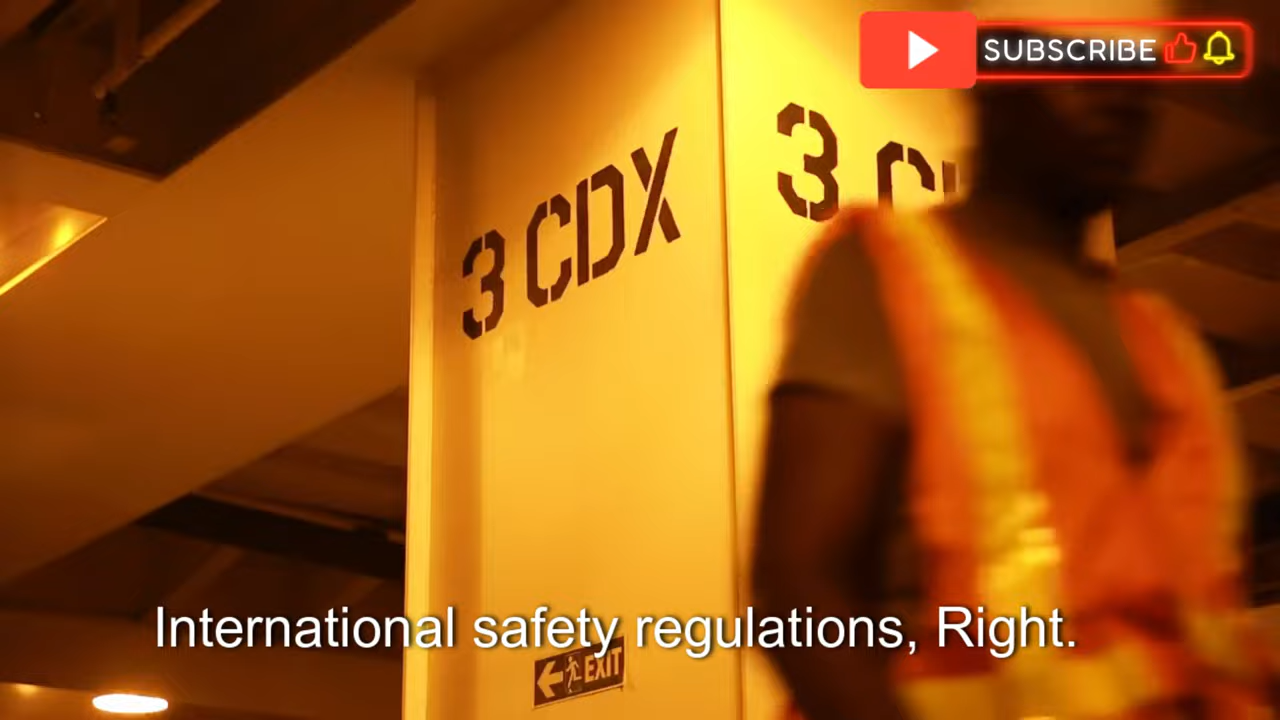 SUBSCRIBE
3 CDX
3
International safety regulations, Right.
EXIT